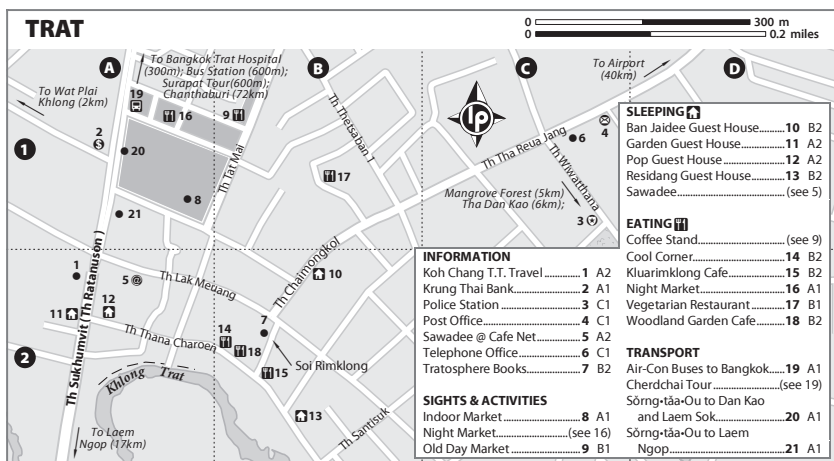 TRAT
0 300 m
0 0.2 miles
A
B
C
D
1
2
To Bangkok Trat Hospital
(300m); Bus Station (600m);
Surapat Tour(600m);
Chanthaburi (72km)
To Wat Plai
Khlong (2km)
To Airport
(40km)
19
16
9
2
20
8
21
17
4
6
3
lp
Th Tat Mai
Th Thetsaban 1
Th Tha Reua Jang
Th Wiwatthana
Mangrove Forest (5km)
Tha Dan Kao (6km);
Th Chaimongkol
Th Lak Meuang
Th Sukhumvit (Th Ratanuson )
1
5
10
11
12
7
14
18
15
13
Th Thana Charoen
Soi Rimklong
Khlong Trat
Th Santisuk
To Laem
Ngop (17km)
INFORMATION
Koh Chang T.T. Travel 1 A2
Krung Thai Bank 2 A1
Police Station 3 C1
Post Office 4 C1
Sawadee @ Cafe Net 5 A2
Telephone Office 6 C1
Tratosphere Books 7 B2
SIGHTS & ACTIVITIES
Indoor Market 8 A1
Night Market (see 16)
Old Day Market 9 B1
SLEEPING
Ban Jaidee Guest House 10 B2
Garden Guest House 11 A2
Pop Guest House 12 A2
Residang Guest House 13 B2
Sawadee (see 5)
EATING
Coffee Stand (see 9)
Cool Corner 14 B2
Kluarimklong Cafe 15 B2
Night Market 16 A1
Vegetarian Restaurant 17 B1
Woodland Garden Cafe 18 B2
TRANSPORT
Air-Con Buses to Bangkok 19 A1
Cherdchai Tour (see 19)
Sŏrng•tăa•Ou to Dan Kao
and Laem Sok 20 A1
Sŏrng•tăa•Ou to Laem
Ngop 21 A1